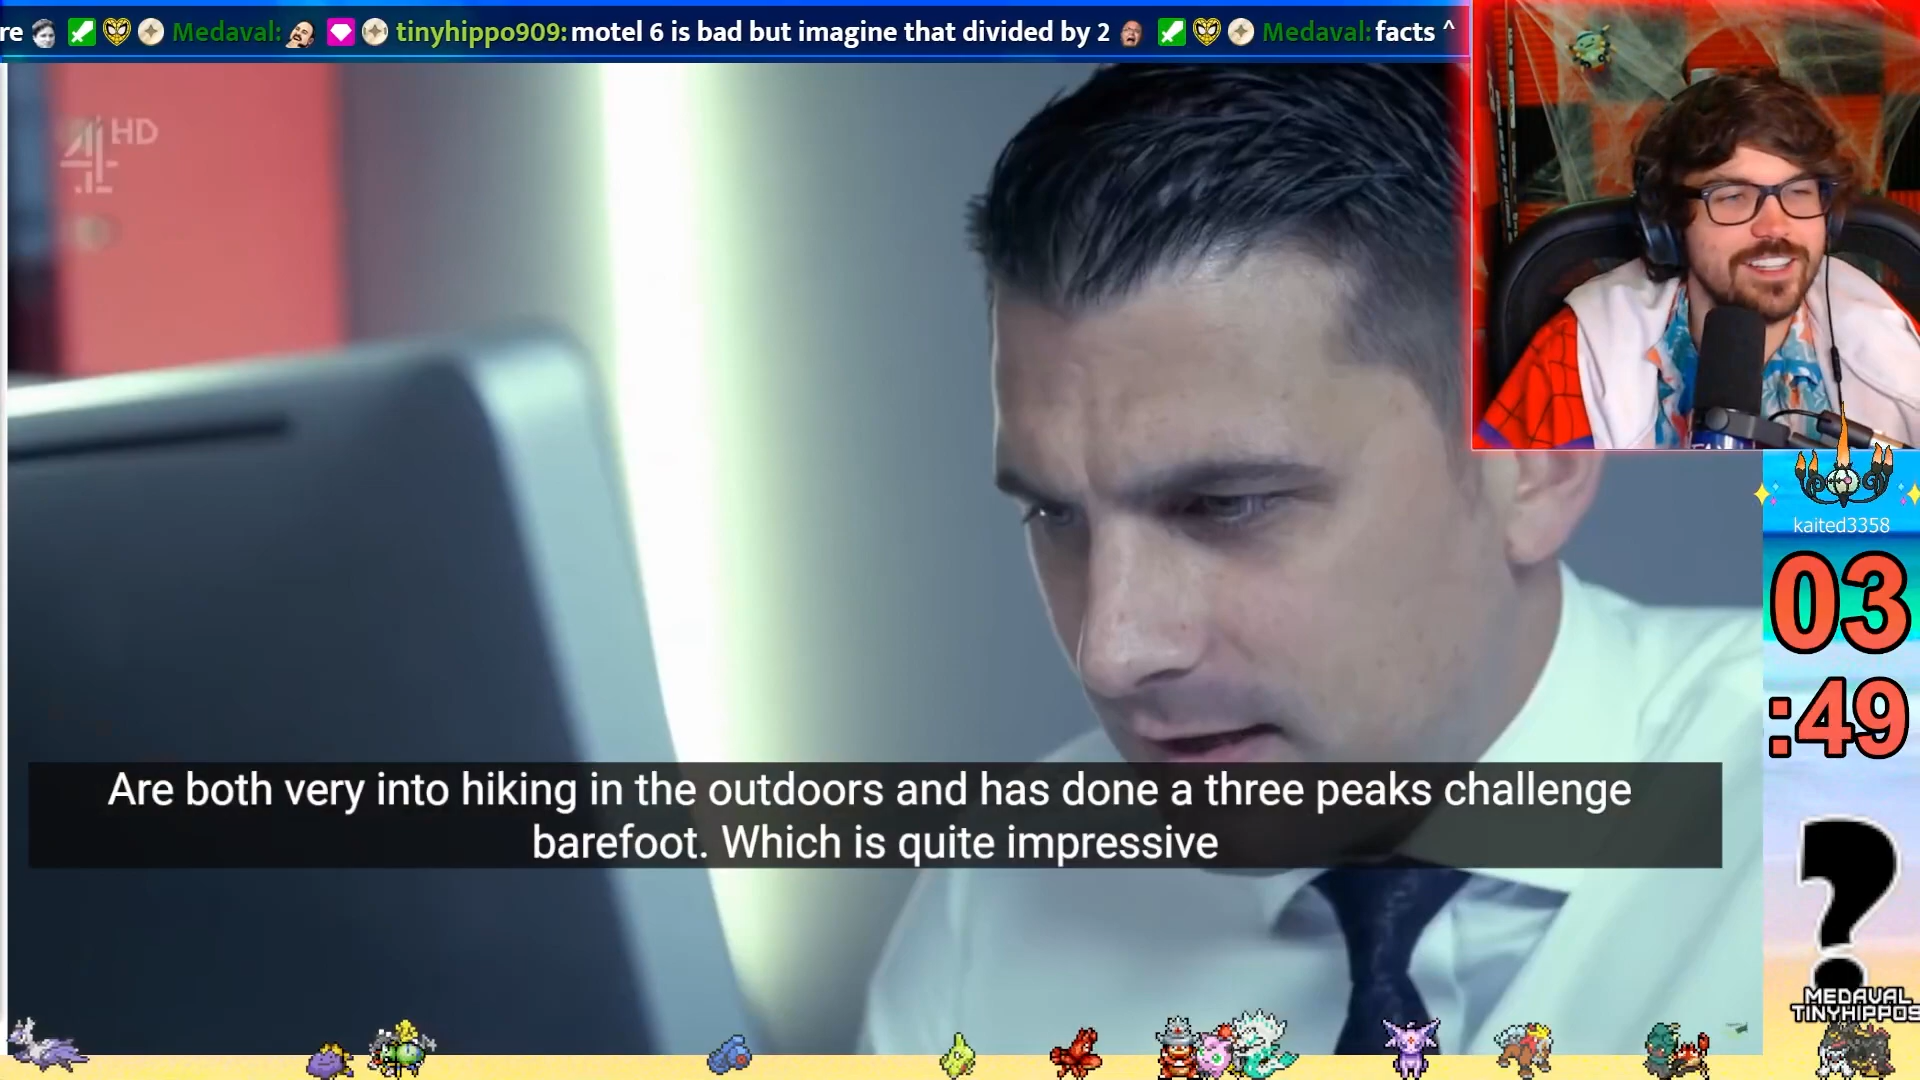 re Medaval: tinyhippo909: motel 6 is bad but imagine that divided by 2 Medaval: facts ^
4 HD
kaited3358
03
:49
Are both very into hiking in the outdoors and has done a three peaks challenge
barefoot. Which is quite impressive
?
MEDAVAL
TINYHIPPO9